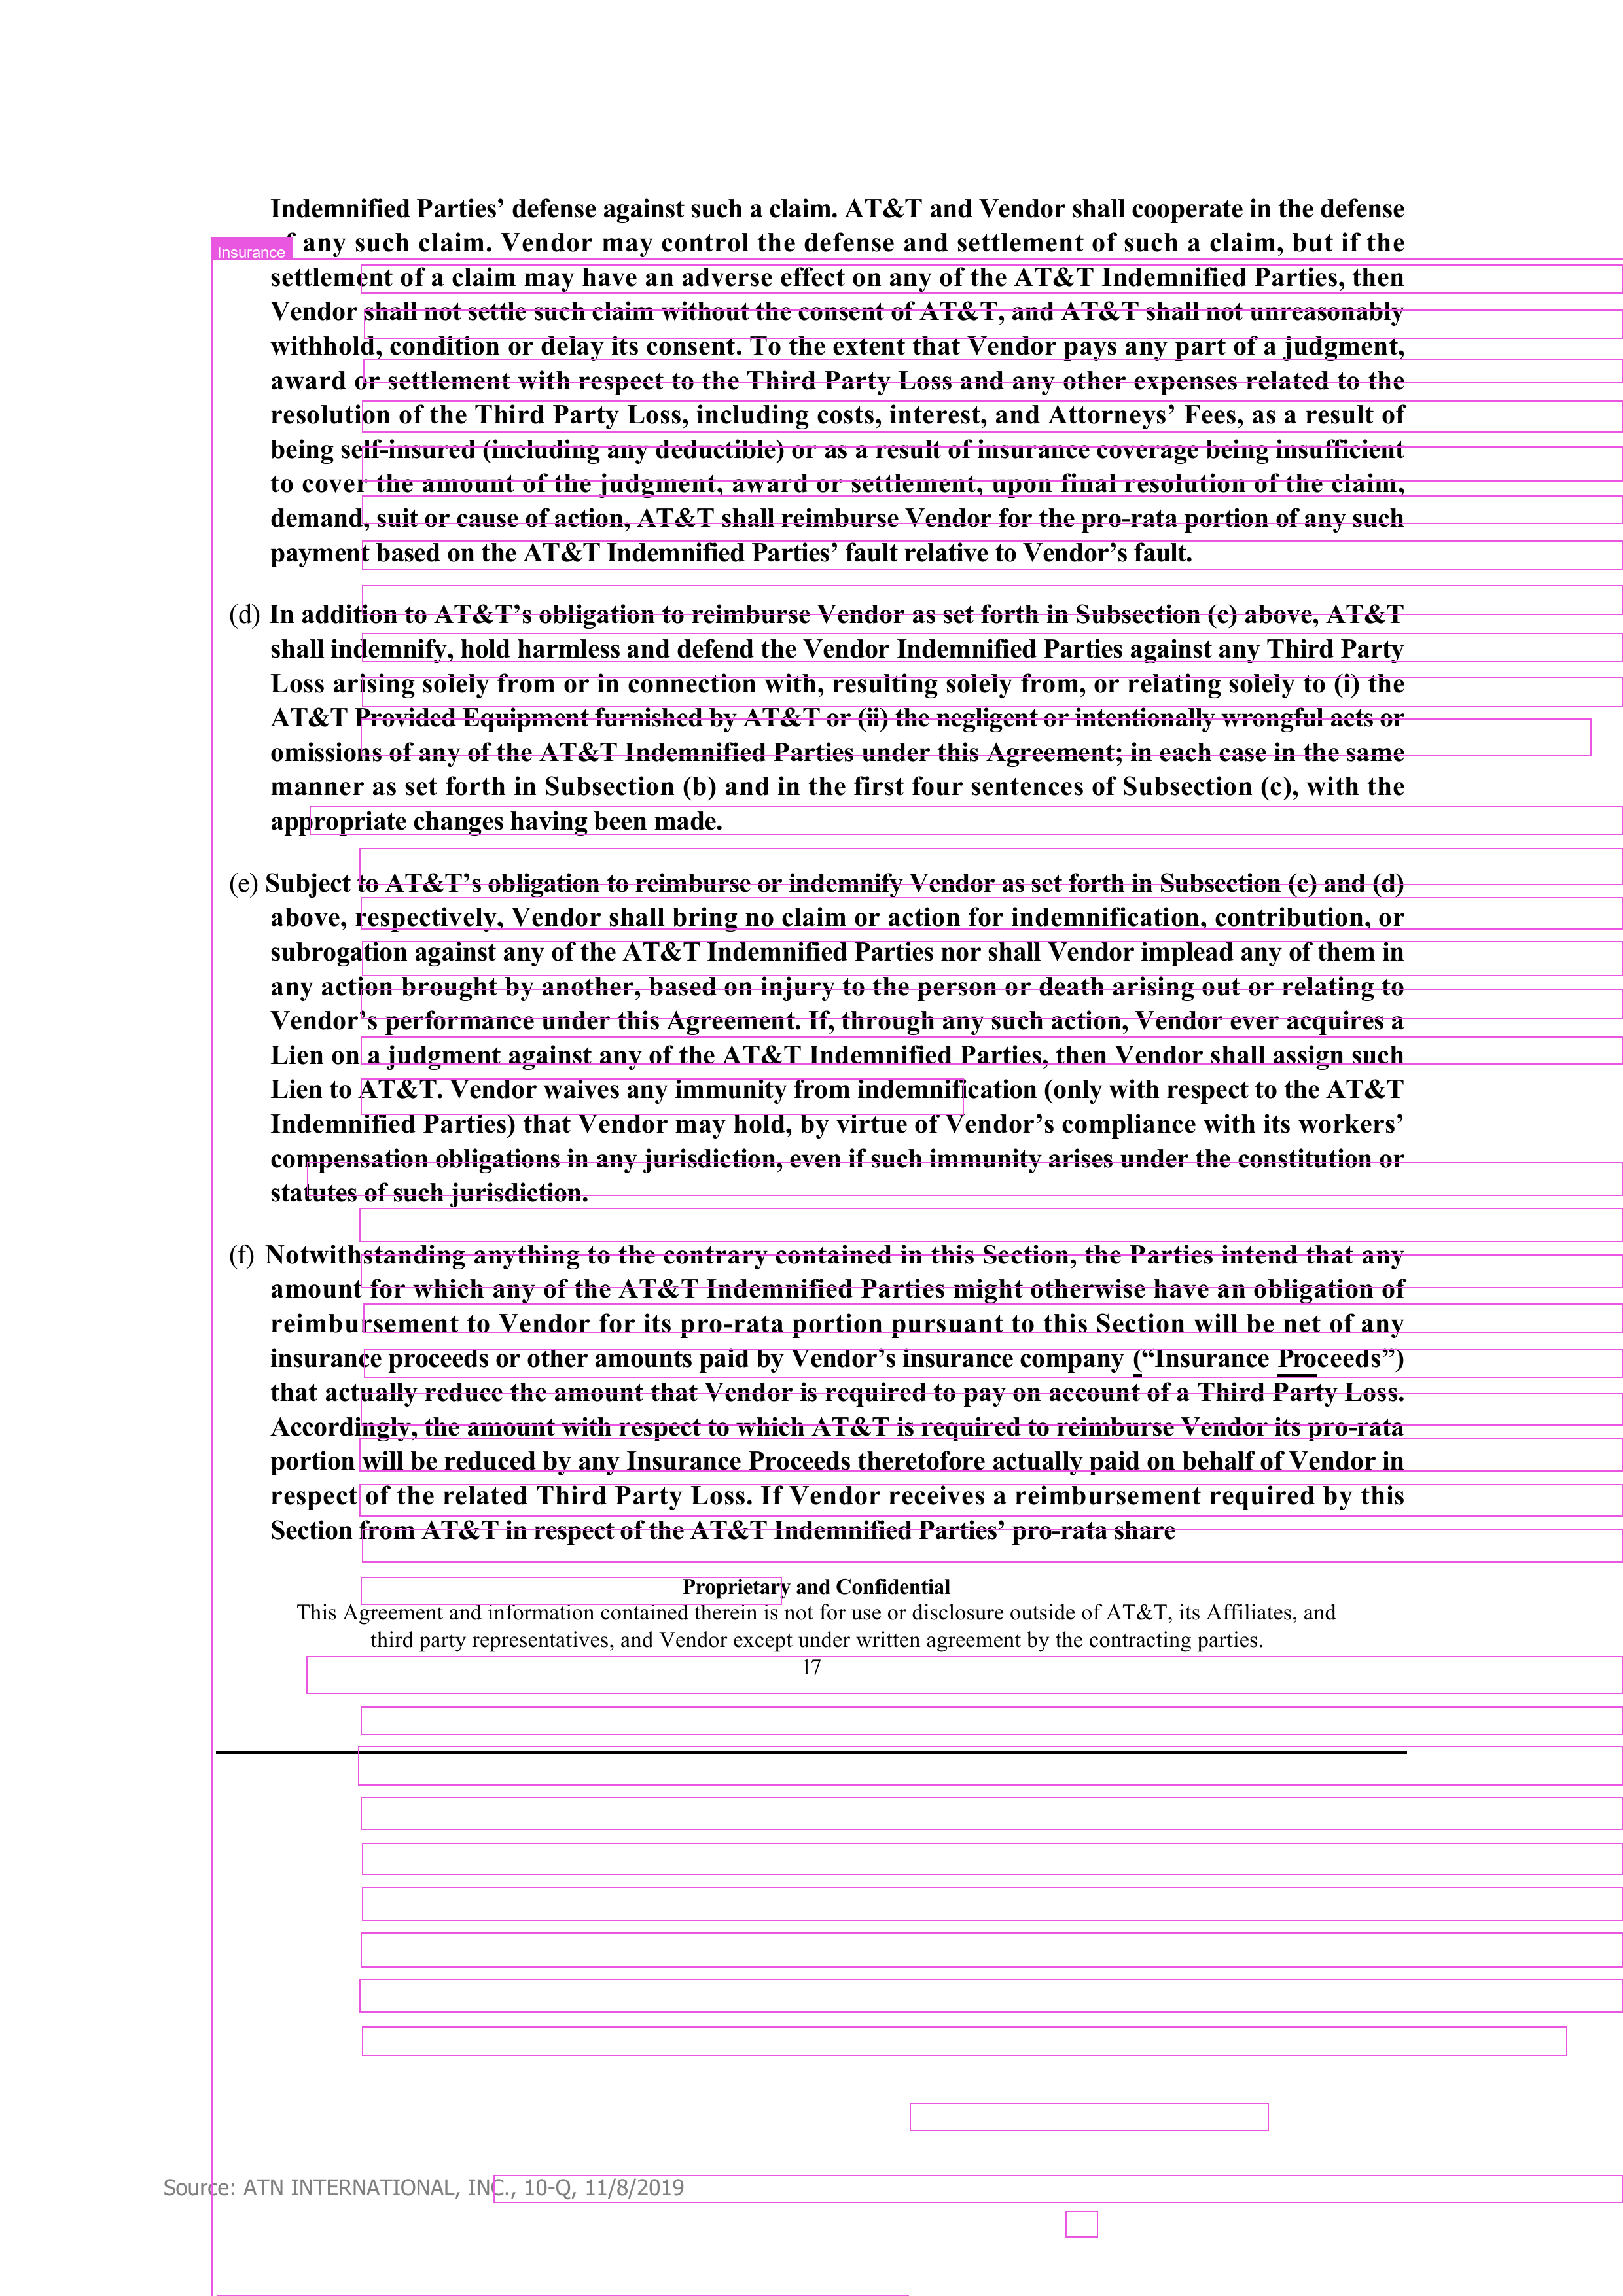 Indemnified Parties’ defense against such a claim. AT&T and Vendor shall cooperate in the defense
any such claim. Vendor may control the defense and settlement of such a claim, but if the
Insurance
settlement of a claim may have an adverse effect on any of the AT&T Indemnified Parties, then
Vendor shall not settle such claim without the consent of AT&T, and AT&T shall not unreasonably
withhold, condition or delay its consent. To the extent that Vendor pays any part of a judgment,
award or settlement with respect to the Third Party Loss and any other expenses related to the
resolution of the Third Party Loss, including costs, interest, and Attorneys’ Fees, as a result of
being self-insured (including any deductible) or as a result of insurance coverage being insufficient
to cover the amount of the judgment, award or settlement, upon final resolution of the claim,
demand, suit or cause of action, AT&T shall reimburse Vendor for the pro-rata portion of any such
payment based on the AT&T Indemnified Parties’ fault relative to Vendor’s fault.
(d) In addition to AT&T’s obligation to reimburse Vendor as set forth in Subsection (c) above, AT&T
shall indemnify, hold harmless and defend the Vendor Indemnified Parties against any Third Party
Loss arising solely from or in connection with, resulting solely from, or relating solely to (i) the
AT&T Provided Equipment furnished by AT&T or (ii) the negligent or intentionally wrongful acts or
omissions of any of the AT&T Indemnified Parties under this Agreement; in each case in the same
manner as set forth in Subsection (b) and in the first four sentences of Subsection (c), with the
appropriate changes having been made.
(e) Subject to AT&T’s obligation to reimburse or indemnify Vendor as set forth in Subsection (c) and (d)
above, respectively, Vendor shall bring no claim or action for indemnification, contribution, or
subrogation against any of the AT&T Indemnified Parties nor shall Vendor implead any of them in
any action brought by another, based on injury to the person or death arising out or relating to
Vendor’s performance under this Agreement. If, through any such action, Vendor ever acquires a
Lien on a judgment against any of the AT&T Indemnified Parties, then Vendor shall assign such
Lien to AT&T. Vendor waives any immunity from indemnification (only with respect to the AT&T
Indemnified Parties) that Vendor may hold, by virtue of Vendor’s compliance with its workers’
compensation obligations in any jurisdiction, even if such immunity arises under the constitution or
statutes of such jurisdiction.
(f) Notwithstanding anything to the contrary contained in this Section, the Parties intend that any
amount for which any of the AT&T Indemnified Parties might otherwise have an obligation of
reimbursement to Vendor for its pro-rata portion pursuant to this Section will be net of any
insurance proceeds or other amounts paid by Vendor’s insurance company (“Insurance Proceeds”)
that actually reduce the amount that Vendor is required to pay on account of a Third Party Loss.
Accordingly, the amount with respect to which AT&T is required to reimburse Vendor its pro-rata
portion will be reduced by any Insurance Proceeds theretofore actually paid on behalf of Vendor in
respect of the related Third Party Loss. If Vendor receives a reimbursement required by this
Section from AT&T in respect of the AT&T Indemnified Parties’ pro-rata share
Proprietary and Confidential
This Agreement and information contained therein is not for use or disclosure outside of AT&T, its Affiliates, and
third party representatives, and Vendor except under written agreement by the contracting parties.
17
Source: ATN INTERNATIONAL, INC., 10-Q, 11/8/2019